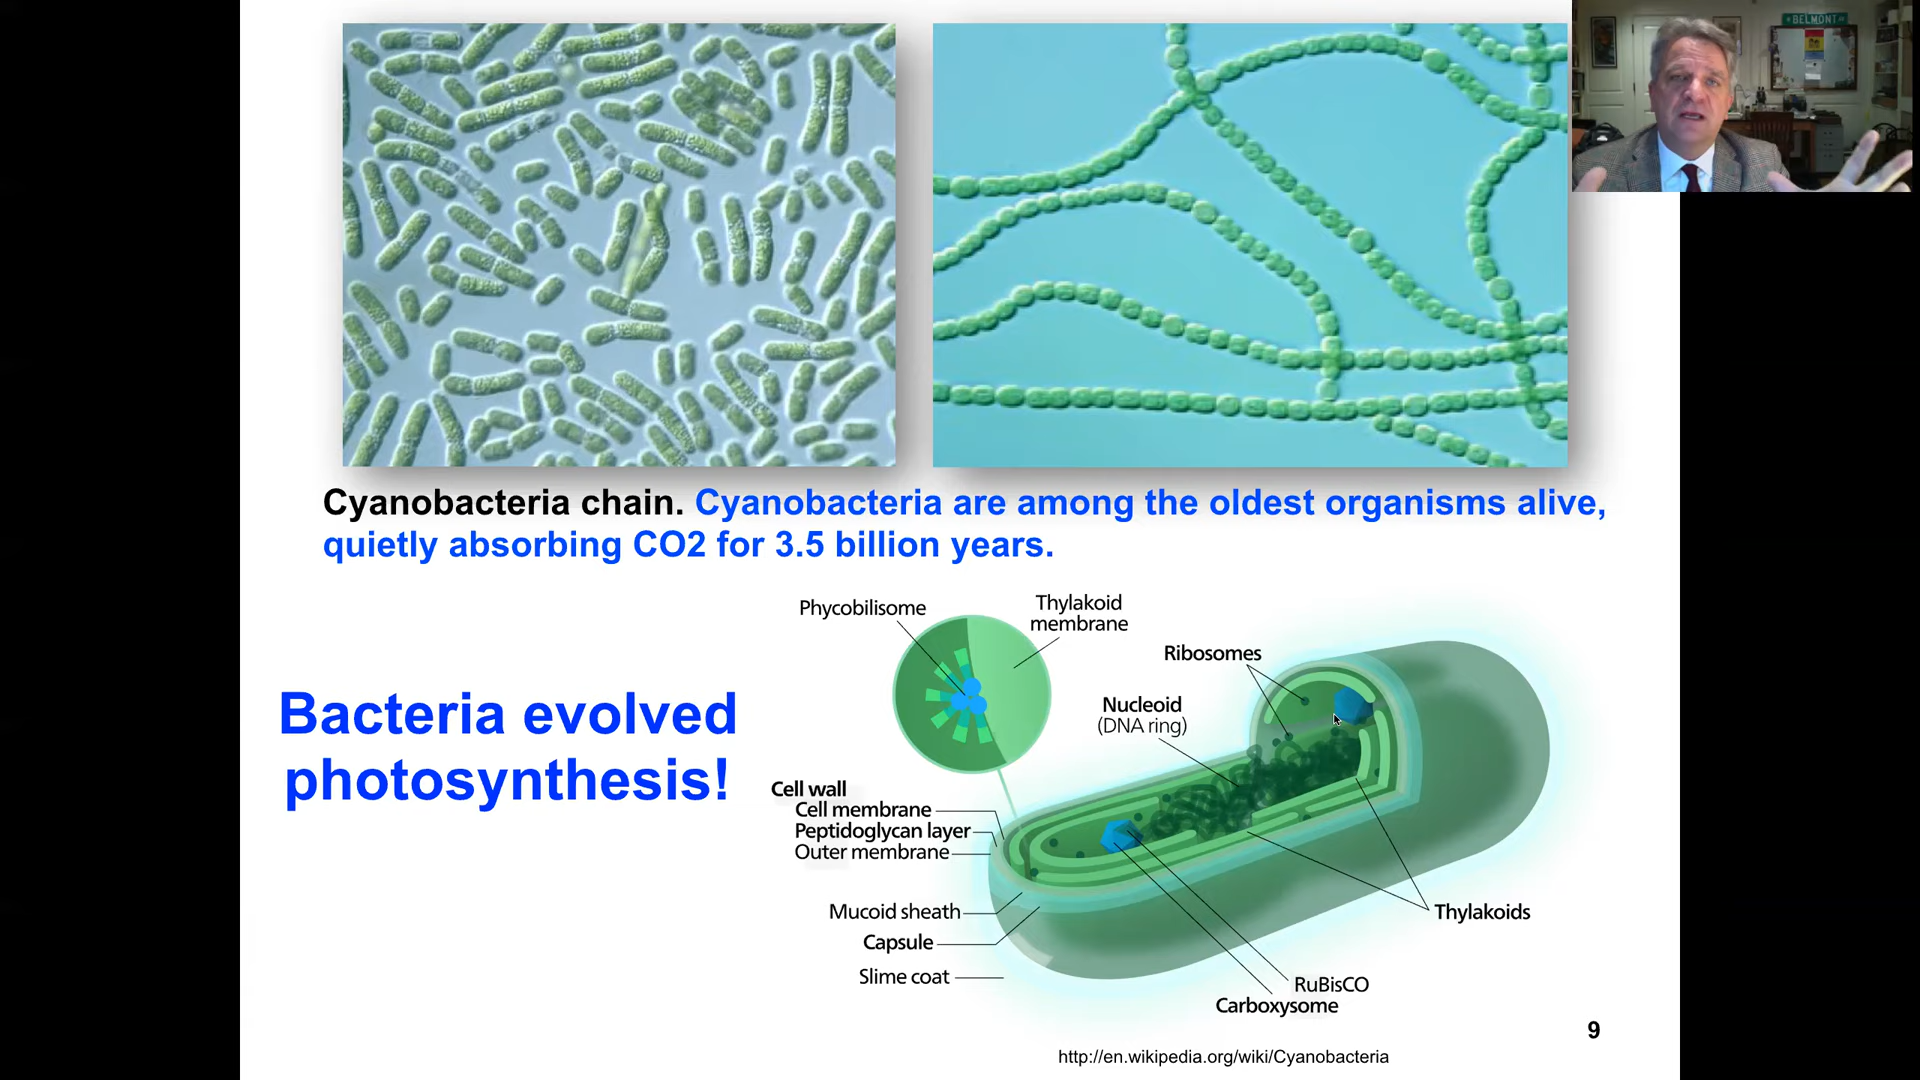 BELMONT
Cyanobacteria chain. Cyanobacteria are among the oldest organisms alive,
quietly absorbing CO2 for 3.5 billion years.
Bacteria evolved
photosynthesis!
Phycobilisome
Thylakoid
membrane
Ribosomes
Nucleoid
(DNA ring)
Cell wall
Cell membrane
Peptidoglycan layer
Outer membrane
Mucoid sheath
Capsule
Slime coat
Thylakoids
RuBisCO
Carboxysome
9
http://en.wikipedia.org/wiki/Cyanobacteria